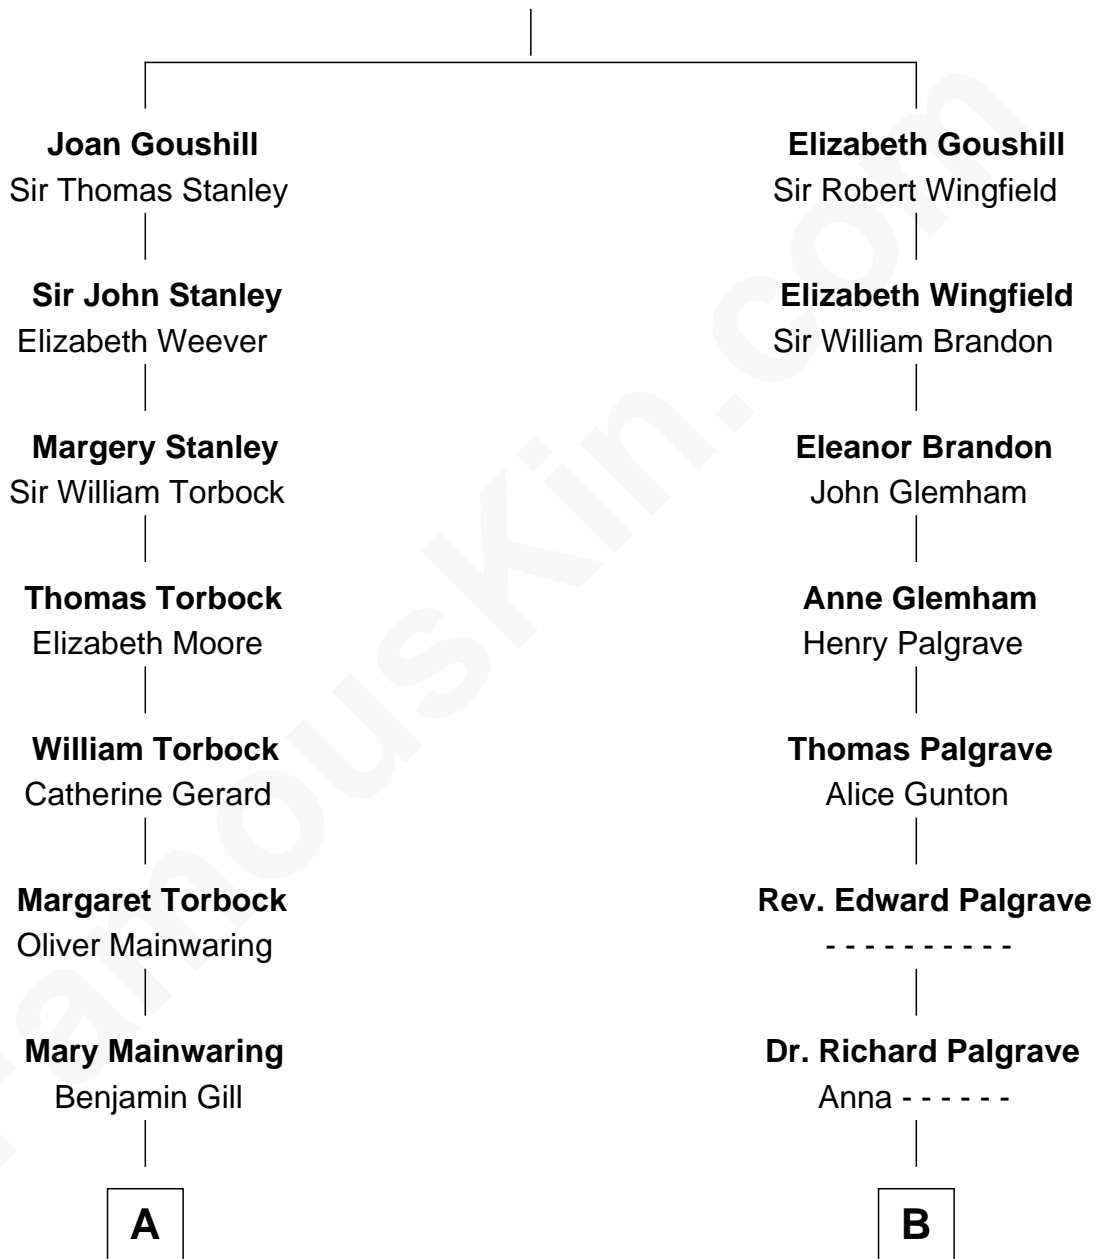 Joan Goushill
Sir Thomas Stanley
Sir John Stanley
Elizabeth Weever
Margery Stanley
Sir William Torbock
Thomas Torbock
Elizabeth Moore
William Torbock
Catherine Gerard
Margaret Torbock
Oliver Mainwaring
Mary Mainwaring
Benjamin Gill
A
Elizabeth Goushill
Sir Robert Wingfield
Elizabeth Wingfield
Sir William Brandon
Eleanor Brandon
John Glemham
Anne Glemham
Henry Palgrave
Thomas Palgrave
Alice Gunton
Rev. Edward Palgrave
- - - - - - - - - -
Dr. Richard Palgrave
Anna - - - - - -
B
FamousKin.com